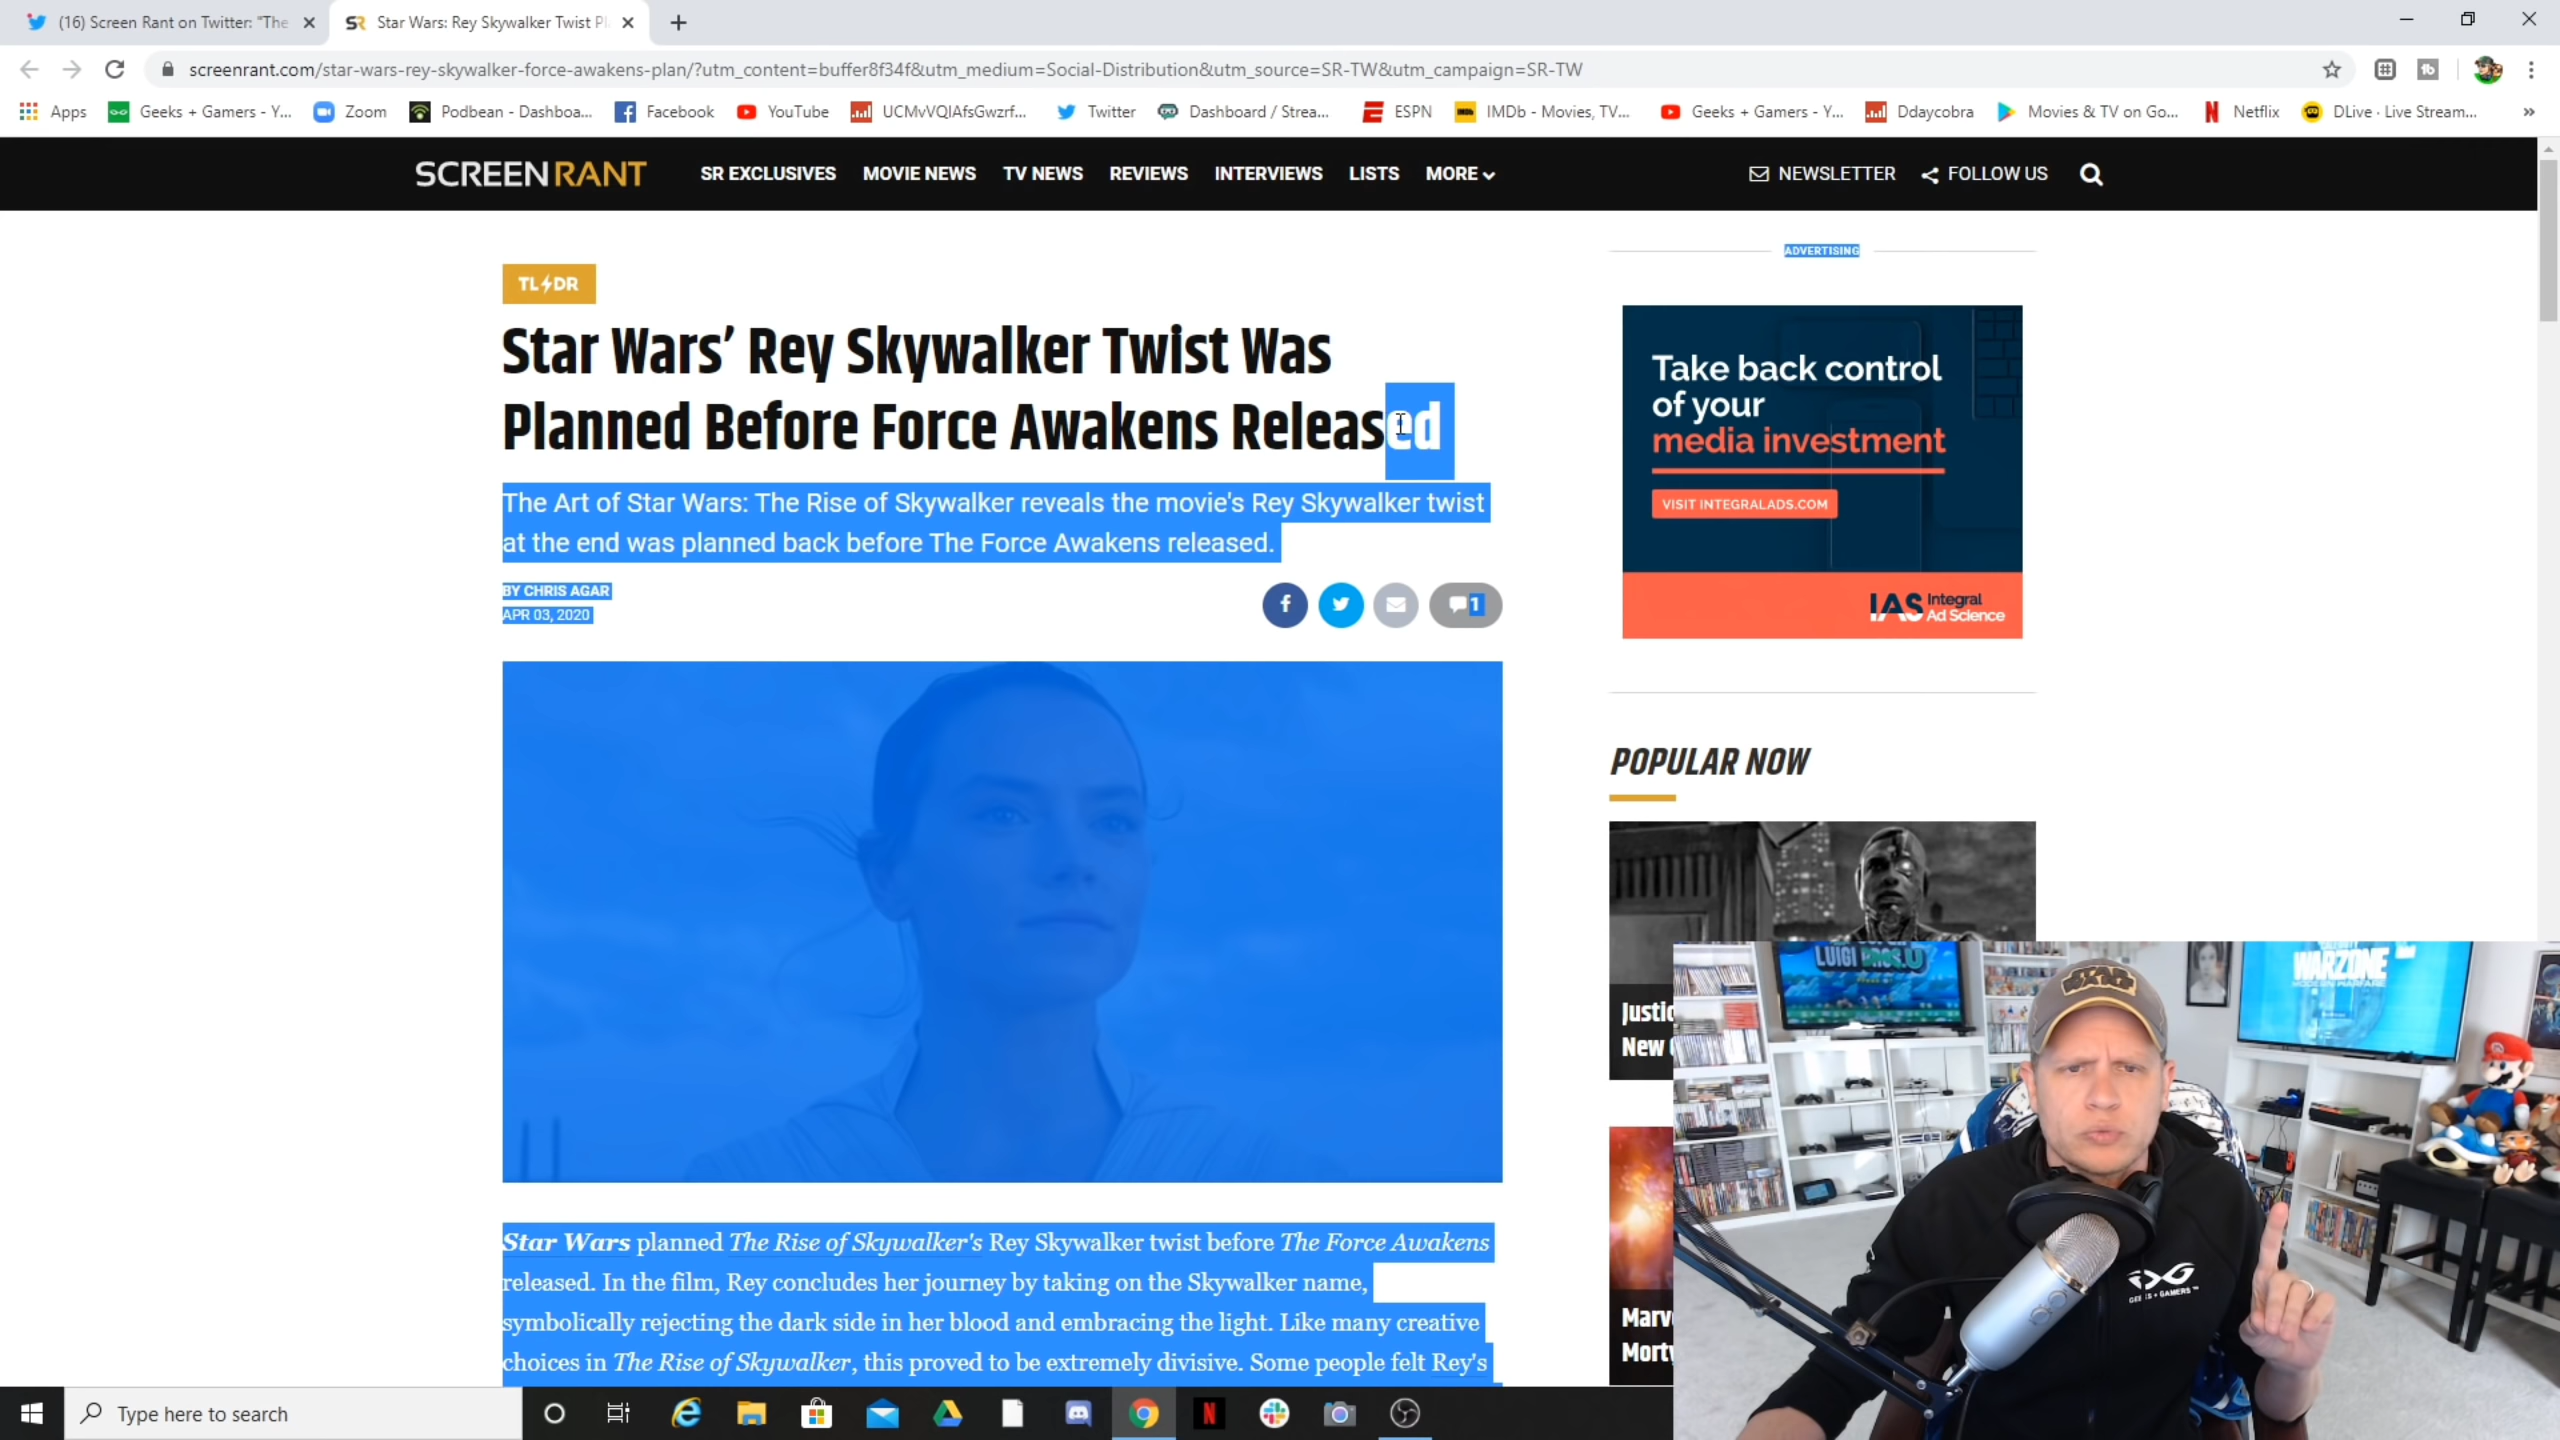 (16) Screen Rant on Twitter: "The
Star Wars: Rey Skywalker Twist Pl
screenrant.com/star-wars-rey-skywalker-force-awakens-plan/?utm_content=buffer8f34f&utm_medium=Social-Distribution&utm_source=SR-TW&utm_campaign=SR-TW
Apps Geeks + Gamers - Y... Zoom Podbean - Dashboa... Facebook YouTube UCMvVQIAfsGwzrf... Twitter Dashboard / Strea... ESPN IMDb - Movies, TV... Geeks + Gamers - Y... Ddaycobra Movies & TV on Go... Netflix DLive · Live Stream... »
SCREENRANT SR EXCLUSIVES MOVIE NEWS TV NEWS REVIEWS INTERVIEWS LISTS MORE NEWSLETTER FOLLOW US
TL DR
Star Wars' Rey Skywalker Twist Was
Planned Before Force Awakens Released
The Art of Star Wars: The Rise of Skywalker reveals the movie's Rey Skywalker twist
at the end was planned back before The Force Awakens released.
BY CHRIS AGAR
APR 03, 2020
1
Star Wars planned The Rise of Skywalker's Rey Skywalker twist before The Force Awakens
released. In the film, Rey concludes her journey by taking on the Skywalker name,
symbolically rejecting the dark side in her blood and embracing the light. Like many creative
choices in The Rise of Skywalker, this proved to be extremely divisive. Some people felt Rey's
ADVERTISING
Take back control
of your
media investment
VISIT INTEGRALADS.COM
IAS Integral
Ad Science
POPULAR NOW
Justic
New
Marv
Morty
LUIGI BROS.U
WARZONE
MODERN WARFARE
STAR WARS
GEEKS + GAMERS
Type here to search